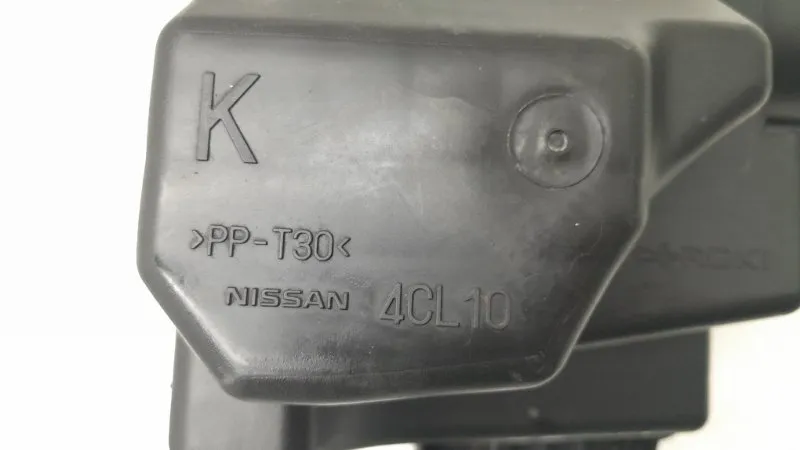 K
>PP-T30<
NISSAN 4CL10